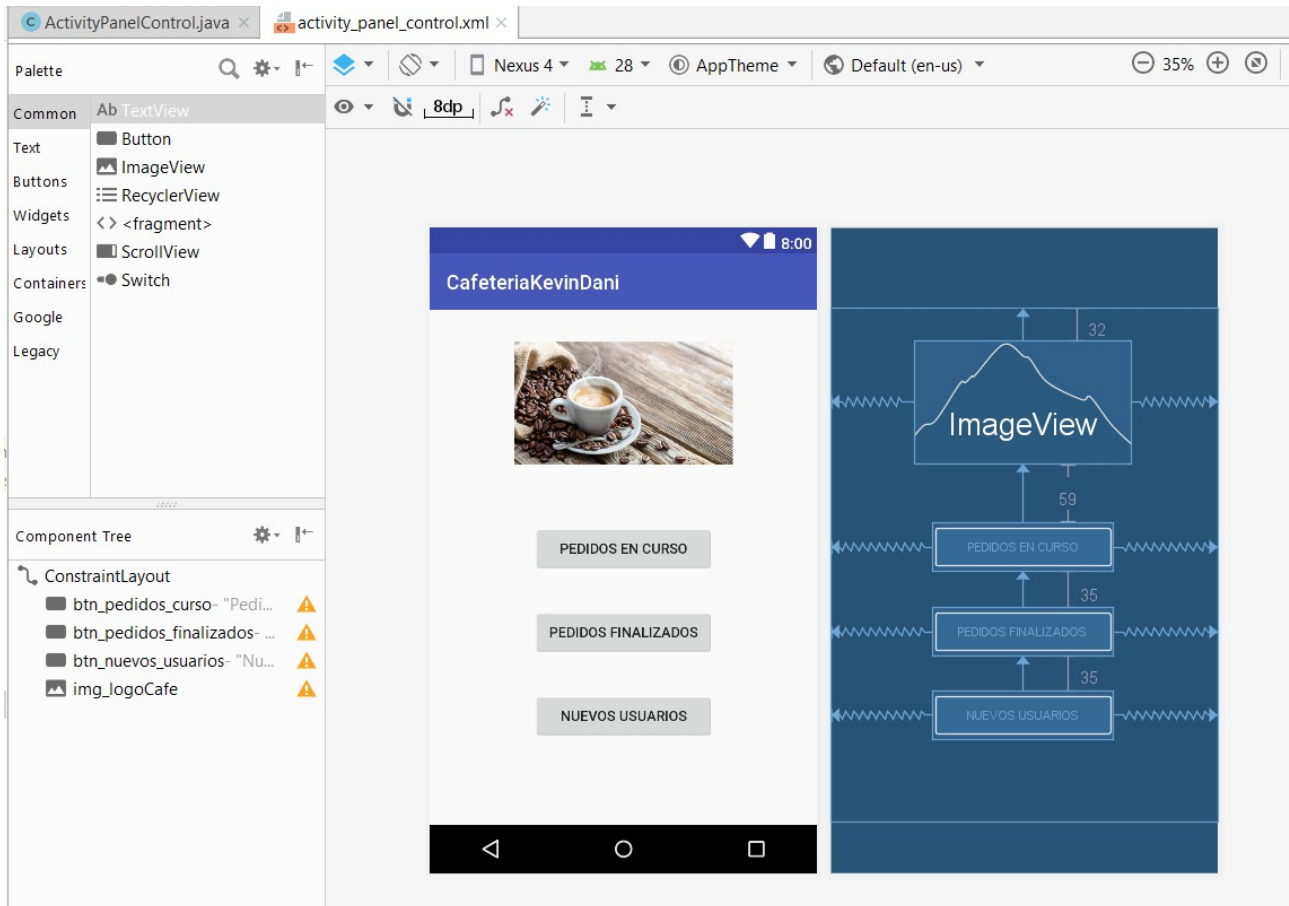 ActivityPanelControl.java
activity_panel_control.xml
Palette
Nexus 4
28
AppTheme
Default (en-us)
35%
8dp
Common
Text
Buttons
Widgets
Layouts
Containers
Google
Legacy
Ab TextView
Button
ImageView
RecyclerView
<fragment>
ScrollView
Switch
Component Tree
ConstraintLayout
btn_pedidos_curso- "Pedi...
btn_pedidos_finalizados- ...
btn_nuevos_usuarios- "Nu...
img_logoCafe
8:00
CafeteriaKevinDani
PEDIDOS EN CURSO
PEDIDOS FINALIZADOS
NUEVOS USUARIOS
32
ImageView
59
PEDIDOS EN CURSO
35
PEDIDOS FINALIZADOS
35
NUEVOS USUARIOS